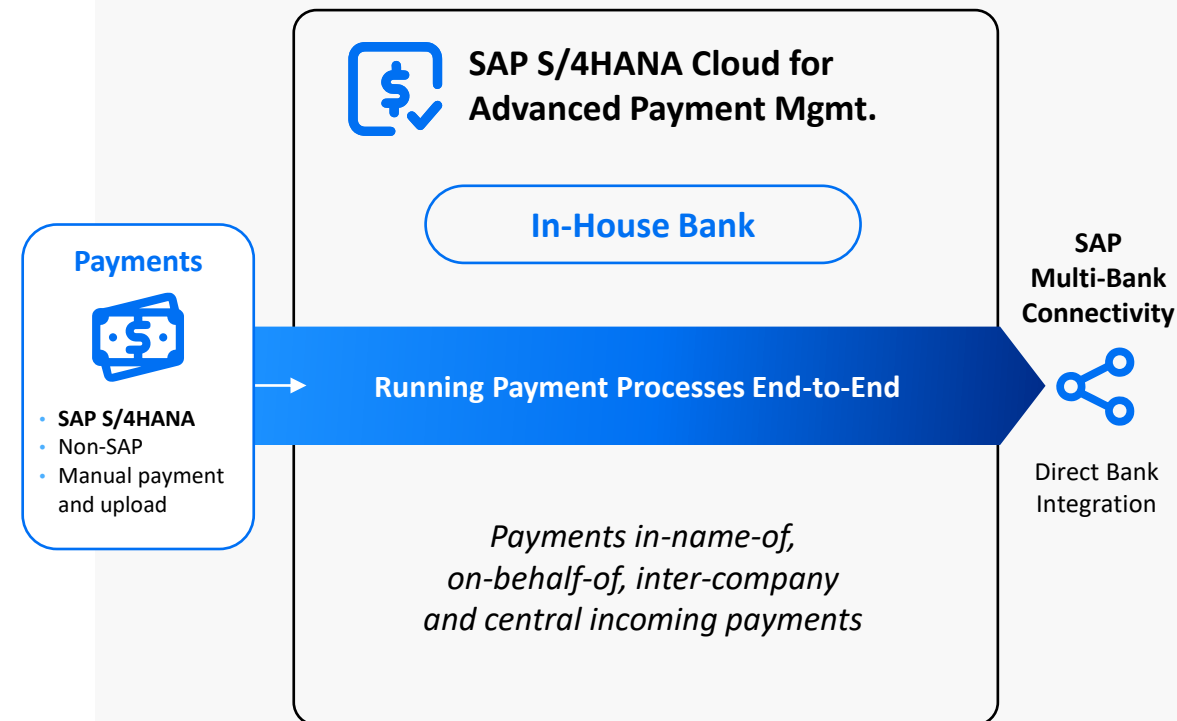 SAP S/4HANA Cloud for
Advanced Payment Mgmt.
In-House Bank
Payments
• SAP S/4HANA
• Non-SAP
• Manual payment
and upload
Running Payment Processes End-to-End
Payments in-name-of,
on-behalf-of, inter-company
and central incoming payments
SAP
Multi-Bank
Connectivity
Direct Bank
Integration